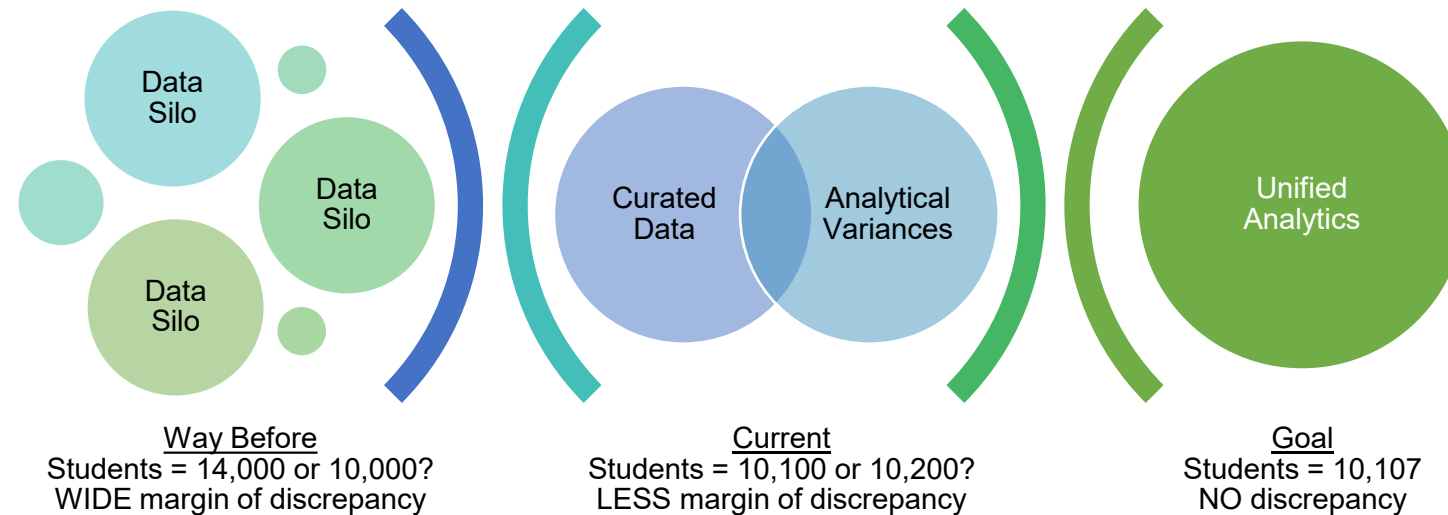 Data
Silo
Data
Silo
Data
Silo
Curated
Data
Analytical
Variances
Unified
Analytics
Way Before
Students = 14,000 or 10,000?
WIDE margin of discrepancy
Current
Students = 10,100 or 10,200?
LESS margin of discrepancy
Goal
Students = 10,107
NO discrepancy